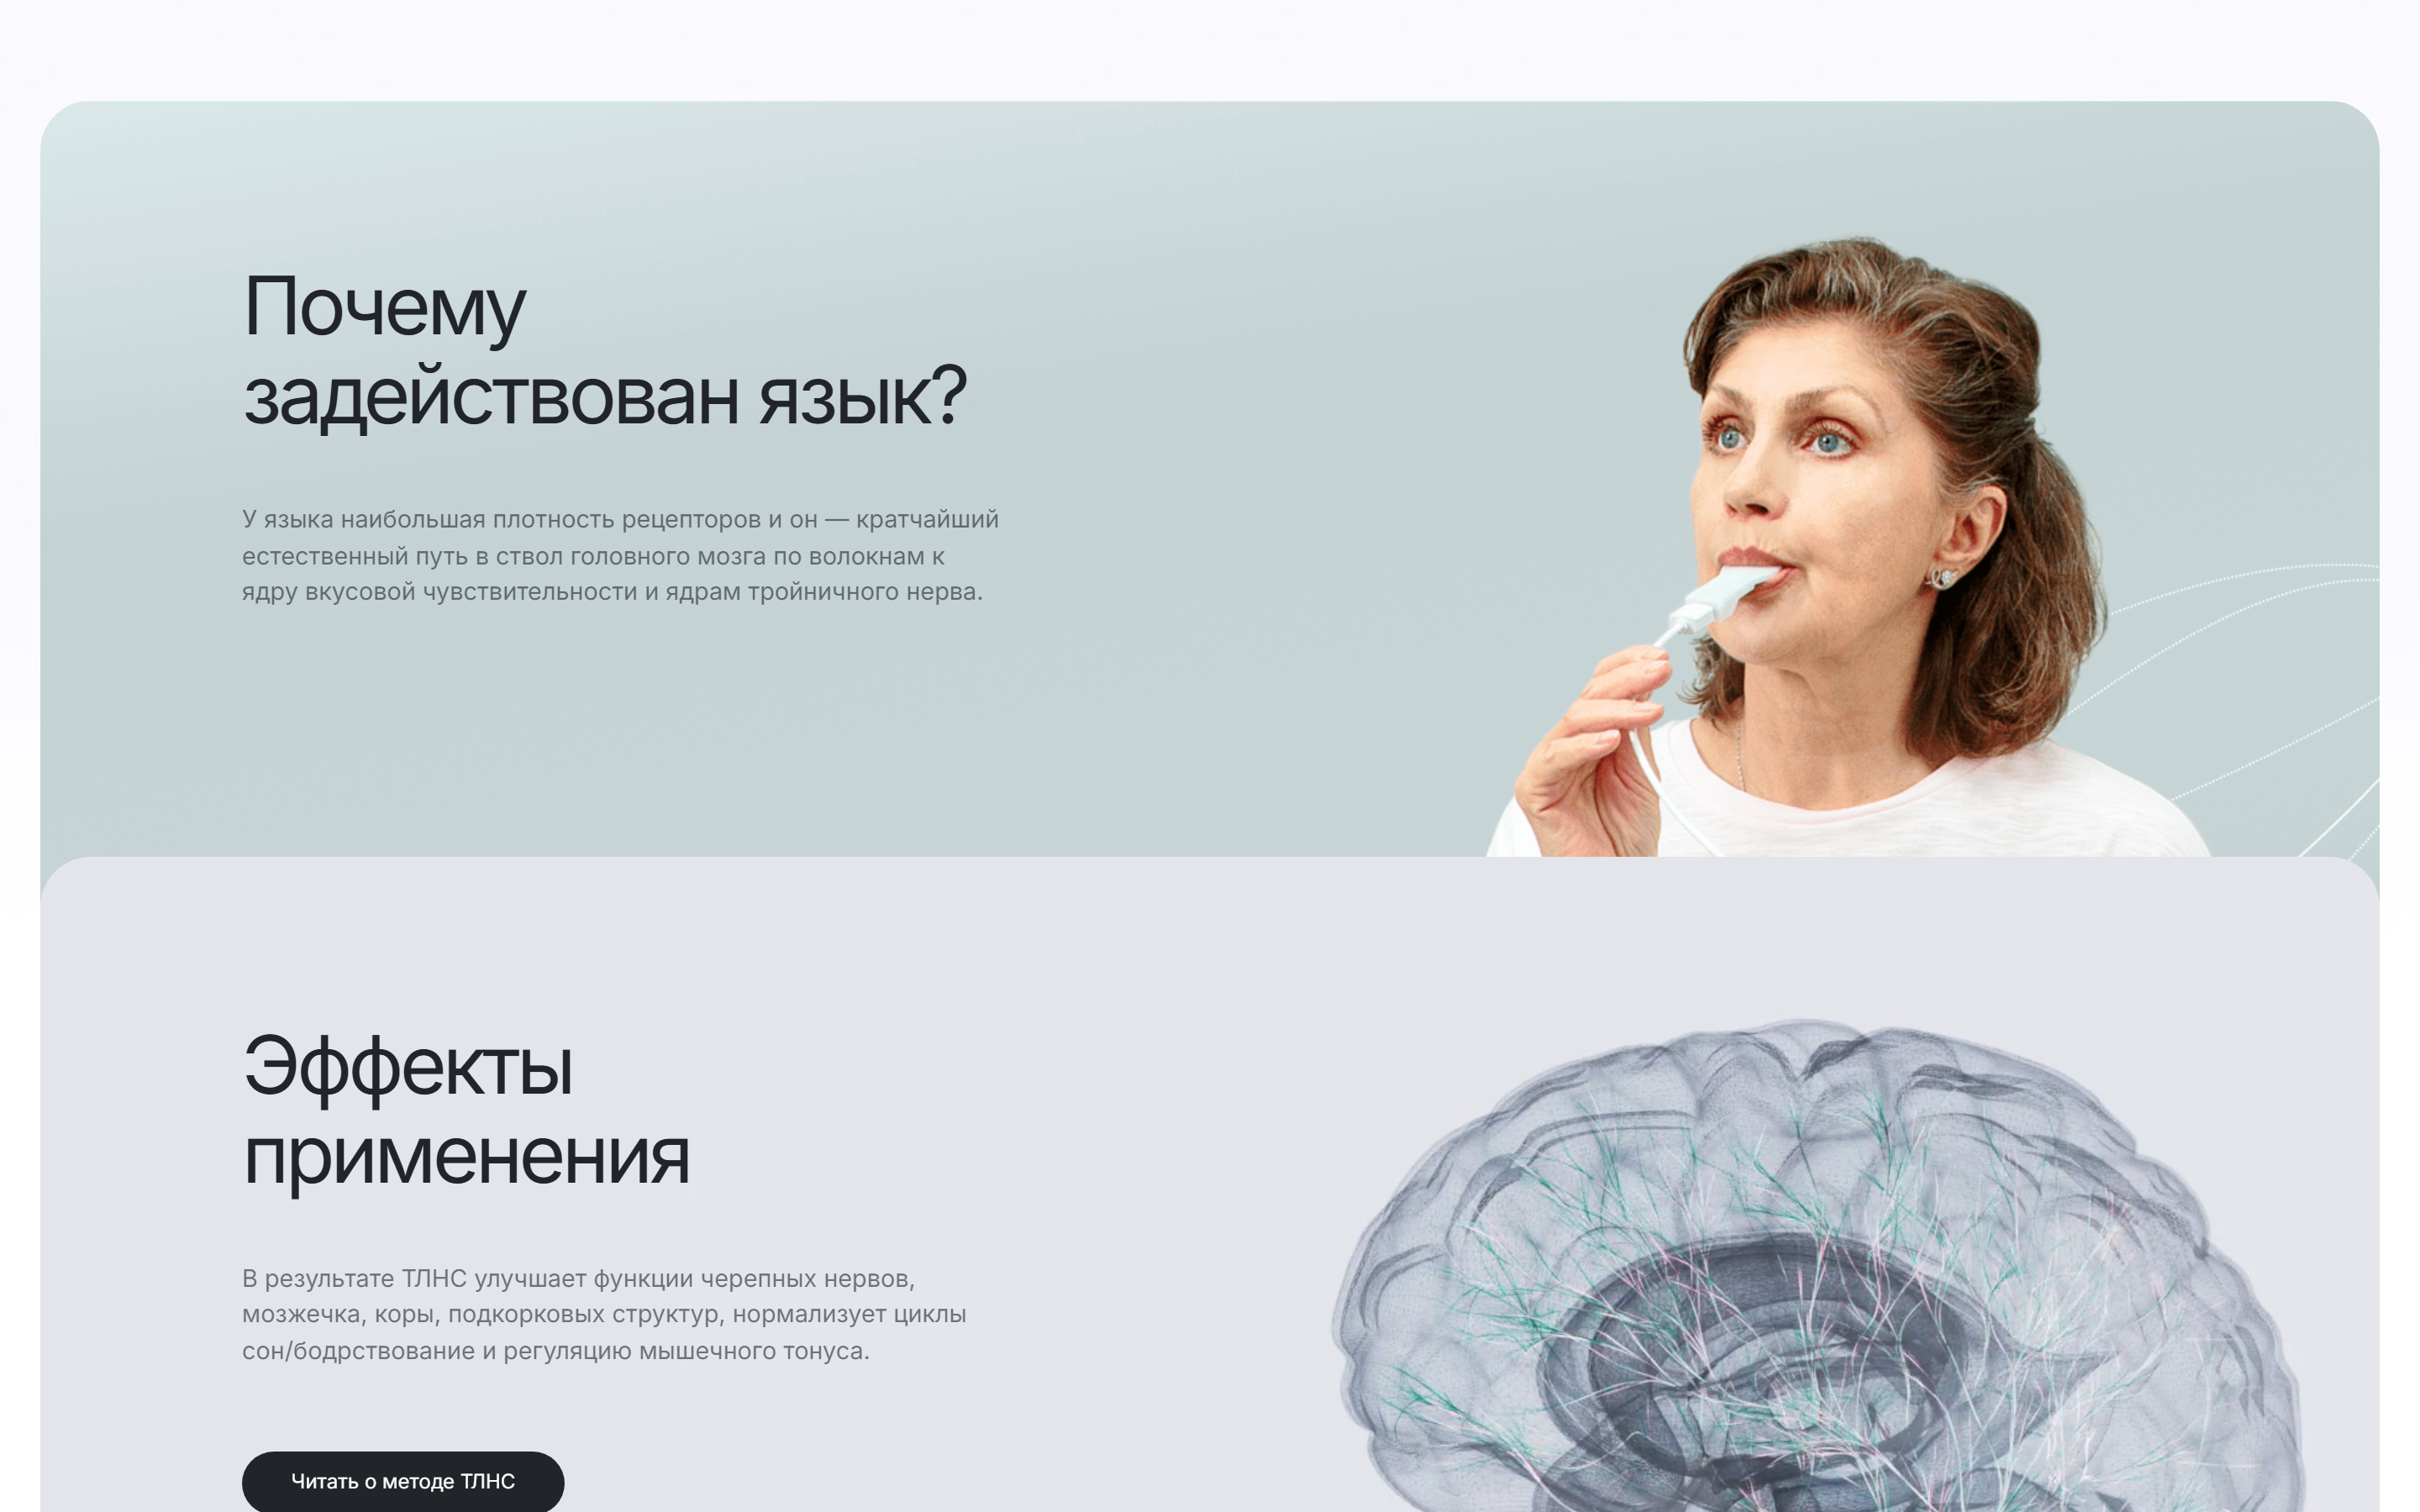 Почему
задействован язык?
У языка наибольшая плотность рецепторов и он — кратчайший
естественный путь в ствол головного мозга по волокнам к
ядру вкусовой чувствительности и ядрам тройничного нерва.
Эффекты
применения
В результате ТЛНС улучшает функции черепных нервов,
мозжечка, коры, подкорковых структур, нормализует циклы
сон/бодрствование и регуляцию мышечного тонуса.
Читать о методе ТЛНС